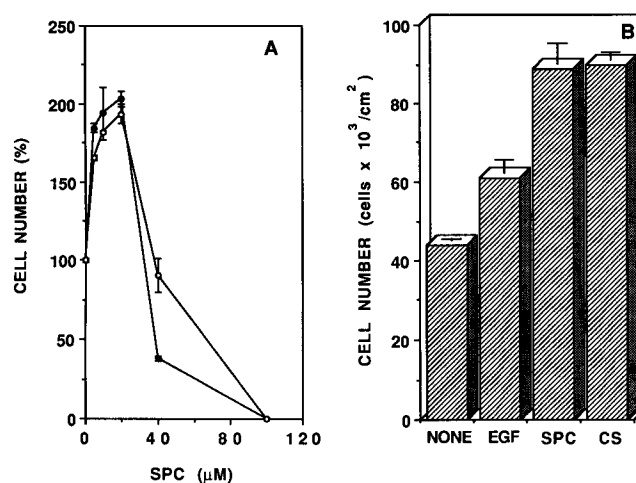 A
CELL NUMBER (%)
250
200
150
100
50
0
0
40
80
120
SPC (µM)
B
CELL NUMBER (cells x 10³/cm²)
100
80
60
40
20
0
NONE EGF SPC CS